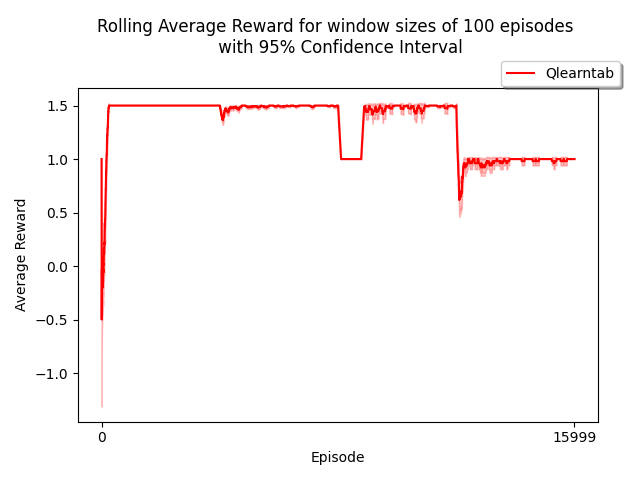 Rolling Average Reward for window sizes of 100 episodes
with 95% Confidence Interval
Qlearntab
1.5
1.0
0.5
0.0
−0.5
−1.0
Average Reward
0
15999
Episode